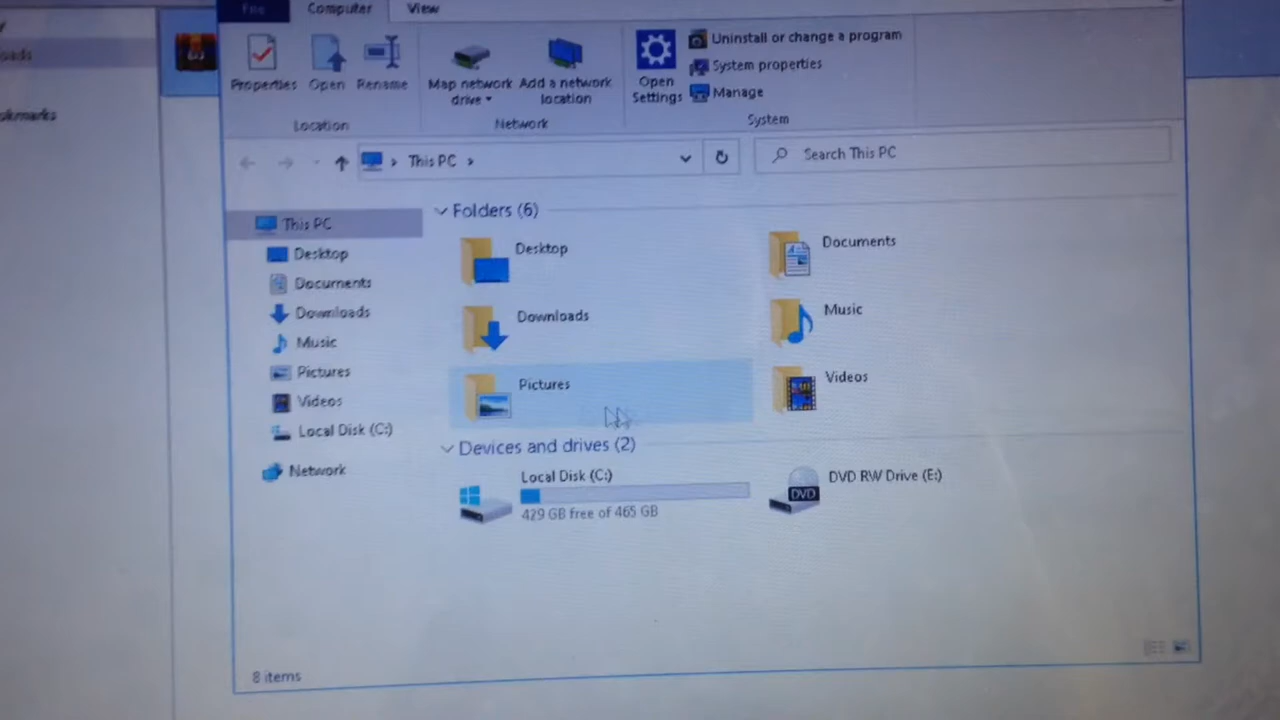 File Computer View
Properties Open Rename Map network drive Add a network location Open Settings Uninstall or change a program
System properties
Manage
Location Network System
This PC Search This PC
This PC
Desktop
Documents
Downloads
Music
Pictures
Videos
Local Disk (C:)
Network
Folders (6)
Desktop
Documents
Downloads
Music
Pictures
Videos
Devices and drives (2)
Local Disk (C:)
429 GB free of 465 GB
DVD RW Drive (E:)
DVD
8 items